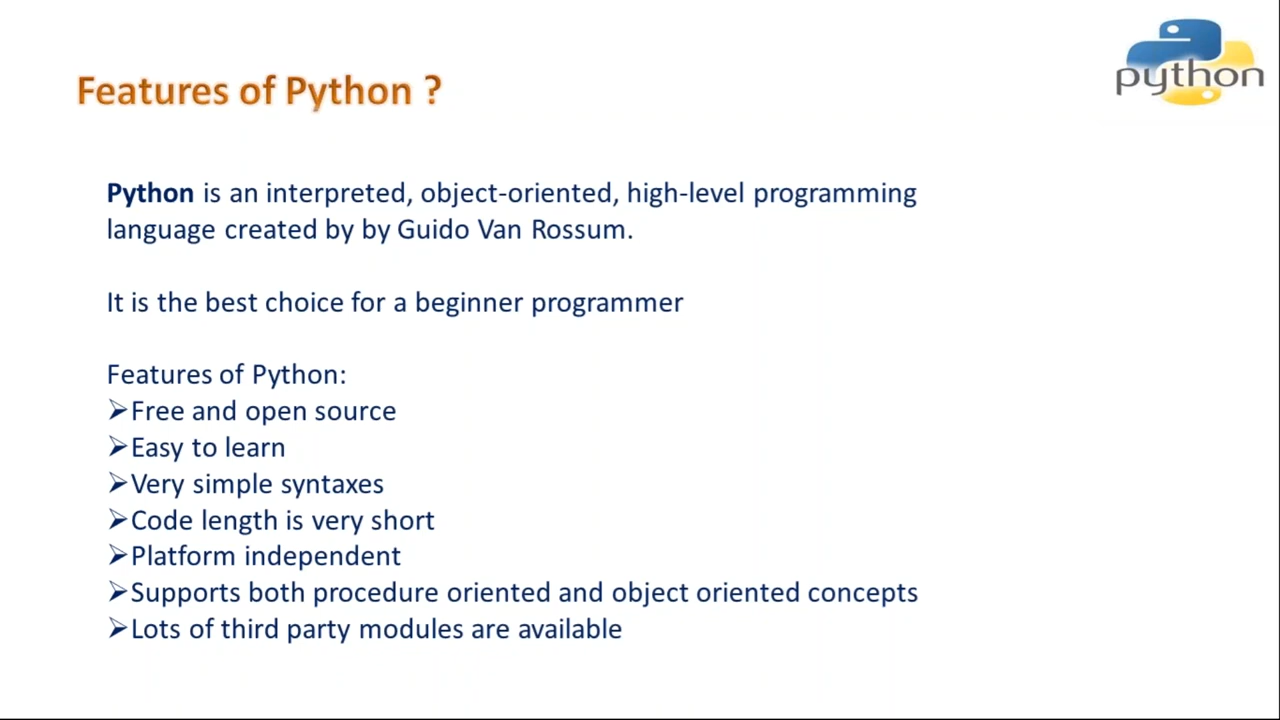 python
Features of Python ?
Python is an interpreted, object-oriented, high-level programming
language created by by Guido Van Rossum.
It is the best choice for a beginner programmer
Features of Python:
➢Free and open source
➢Easy to learn
➢Very simple syntaxes
➢Code length is very short
➢Platform independent
➢Supports both procedure oriented and object oriented concepts
➢Lots of third party modules are available